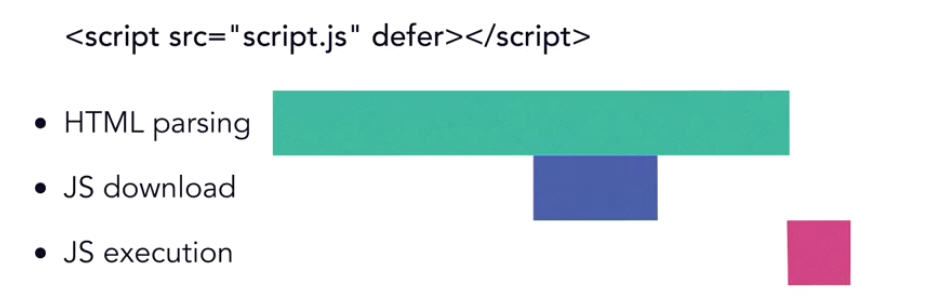 <script src="script.js" defer></script>
• HTML parsing
• JS download
• JS execution